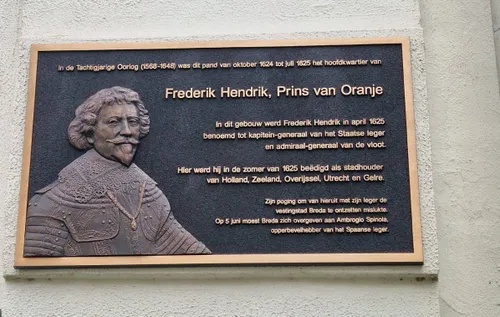 In de Tachtigjarige Oorlog (1568-1648) was dit pand van oktober 1624 tot juli 1625 het hoofdkwartier van
Frederik Hendrik, Prins van Oranje
In dit gebouw werd Frederik Hendrik in april 1625
benoemd tot kapitein-generaal van het Staatse leger
en admiraal-generaal van de vloot.
Hier werd hij in de zomer van 1625 beëdigd als stadhouder
van Holland, Zeeland, Overijssel, Utrecht en Gelre.
Zijn poging om van hieruit met zijn leger de
vestingstad Breda te ontzetten mislukte.
Op 5 juni moest Breda zich overgeven aan Ambrogio Spinola,
opperbevelhebber van het Spaanse leger.